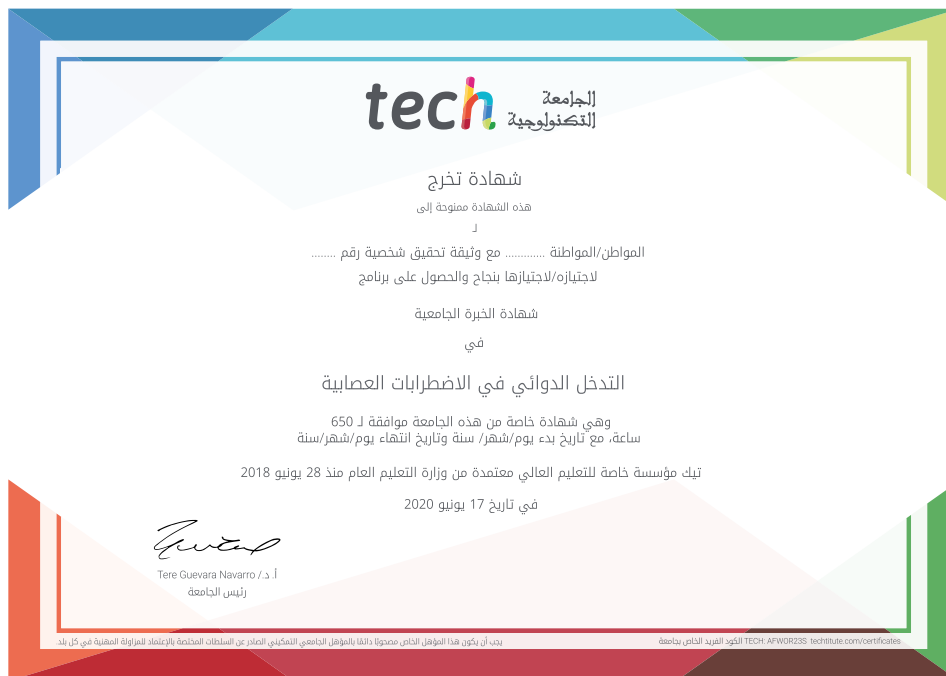 tech الجامعة
التكنولوجية
شهادة تخرج
هذه الشهادة ممنوحة إلى
لـ
المواطن/المواطنة ............. مع وثيقة تحقيق شخصية رقم ........
لاجتيازه/لاجتيازها بنجاح والحصول على برنامج
شهادة الخبرة الجامعية
في
التدخل الدوائي في الاضطرابات العصابية
وهي شهادة خاصة من هذه الجامعة موافقة لـ 650
ساعة، مع تاريخ بدء يوم/شهر/ سنة وتاريخ انتهاء يوم/شهر/سنة
تيك مؤسسة خاصة للتعليم العالي معتمدة من وزارة التعليم العام منذ 28 يونيو 2018
في تاريخ 17 يونيو 2020
أ. د./ Tere Guevara Navarro
رئيس الجامعة
يجب أن يكون هذا المؤهل الخاص مصحوبًا دائمًا بالمؤهل الجامعي التمكيني الصادر عن السلطات المختصة بالإعتماد للمزاولة المهنية في كل بلد.
الكود الفريد الخاص بجامعة TECH: AFWOR23S techtitute.com/certificates